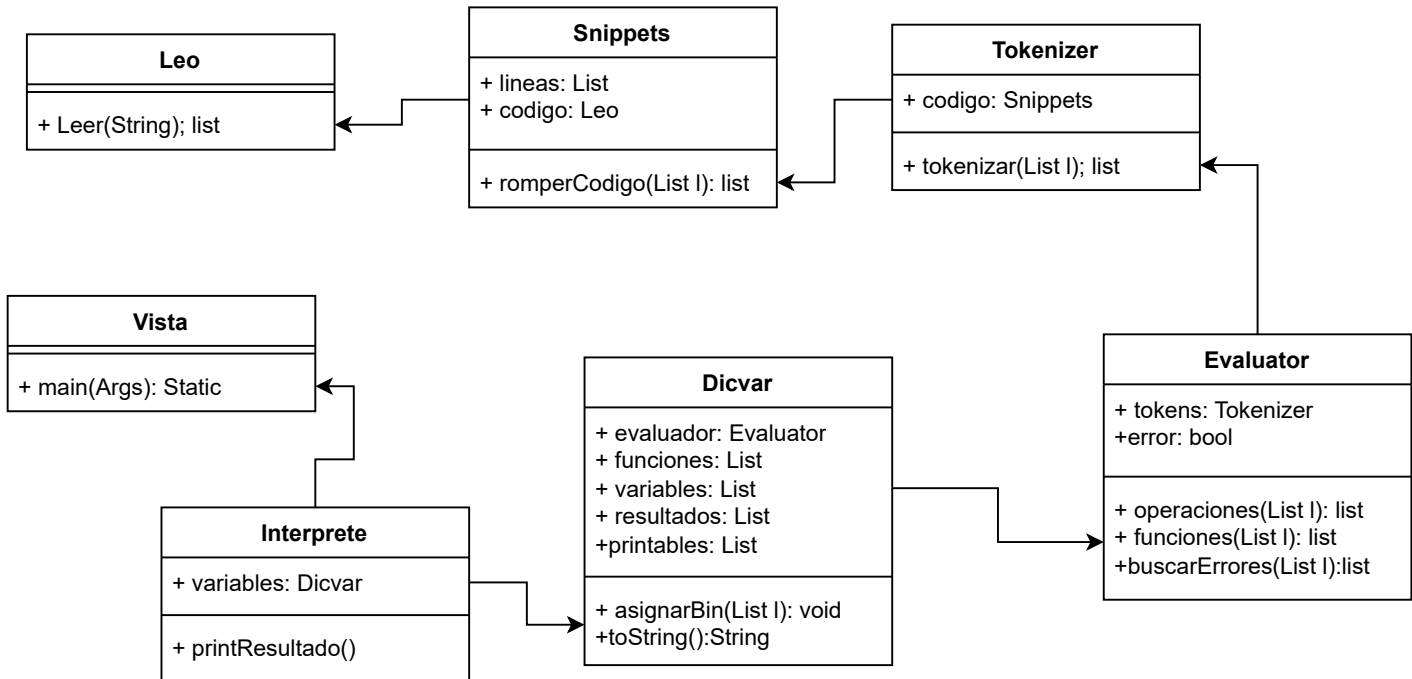 Leo
+ Leer(String); list
Snippets
+ lineas: List
+ codigo: Leo
+ romperCodigo(List l): list
Tokenizer
+ codigo: Snippets
+ tokenizar(List l); list
Vista
+ main(Args): Static
Interprete
+ variables: Dicvar
+ printResultado()
Dicvar
+ evaluador: Evaluator
+ funciones: List
+ variables: List
+ resultados: List
+printables: List
+ asignarBin(List l): void
+toString():String
Evaluator
+ tokens: Tokenizer
+error: bool
+ operaciones(List l): list
+ funciones(List l): list
+buscarErrores(List l):list